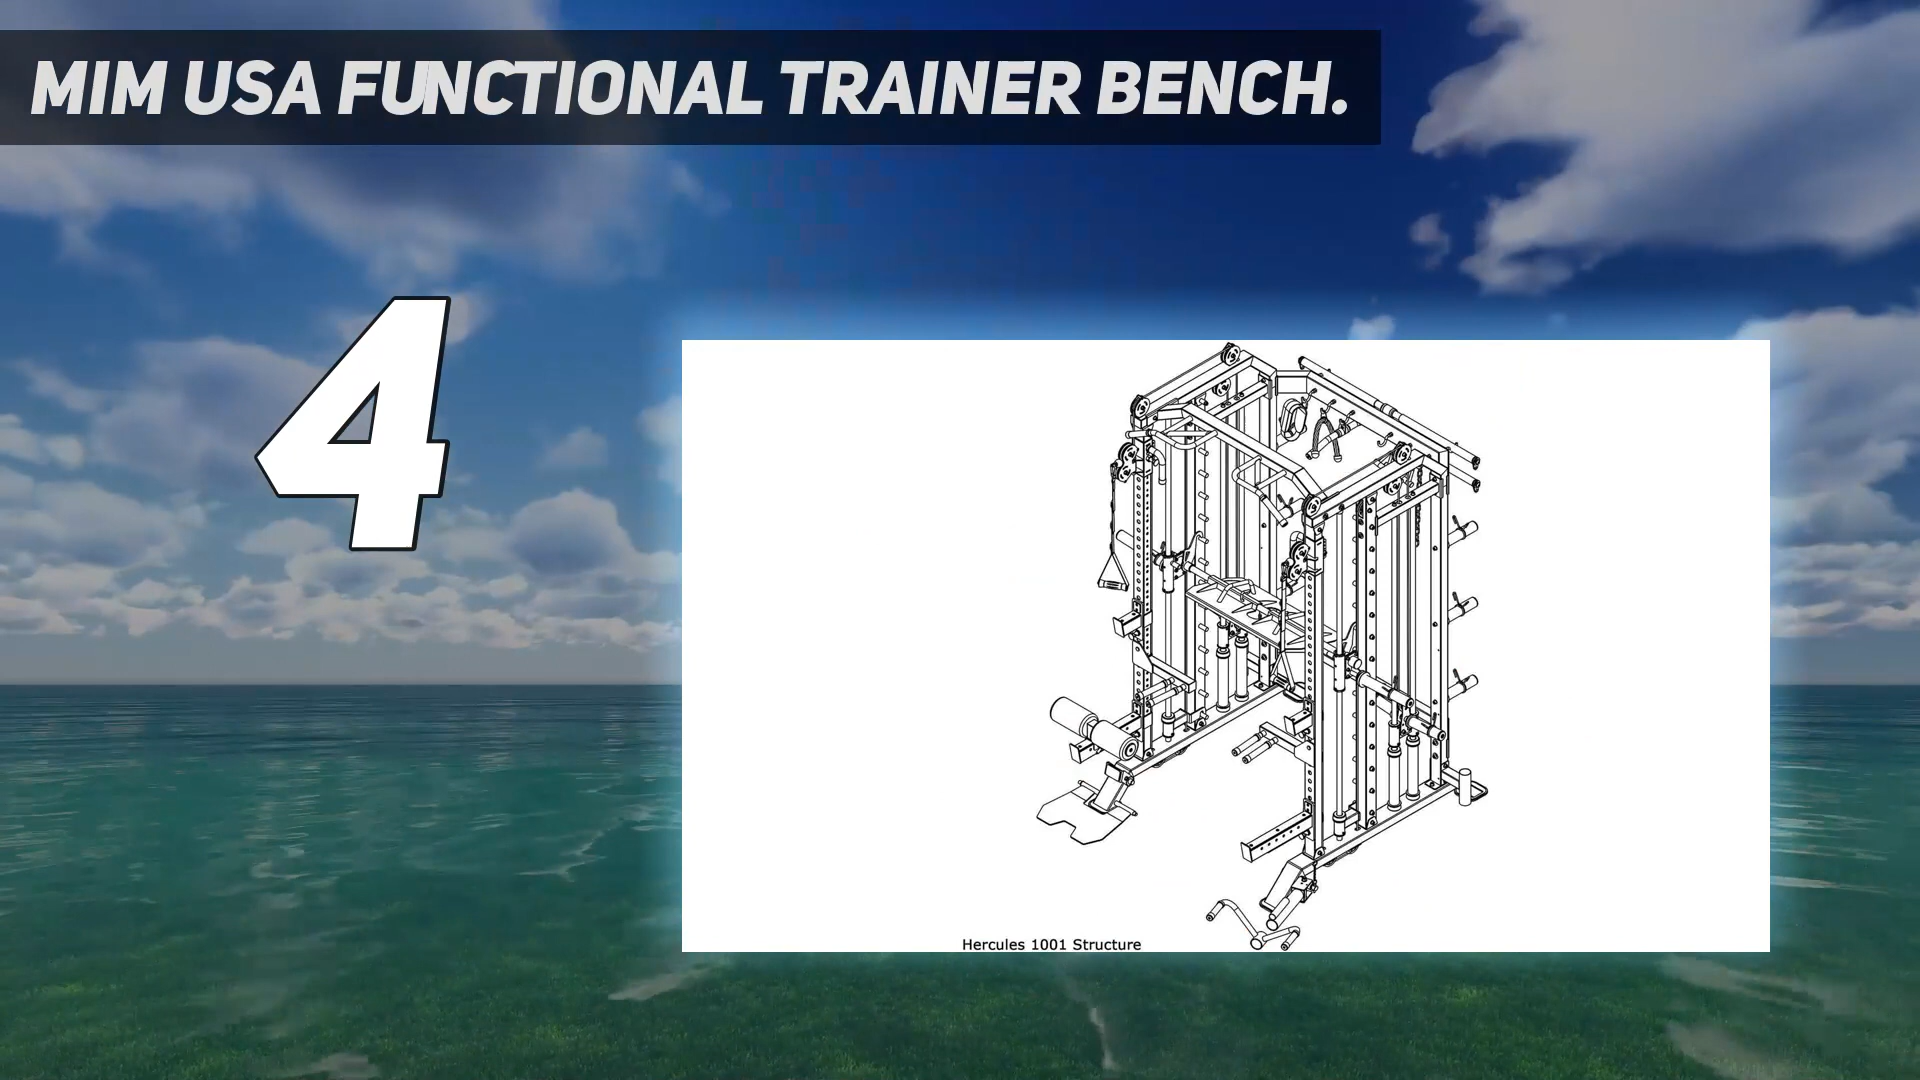 MIM USA FUNCTIONAL TRAINER BENCH.
4
Hercules 1001 Structure